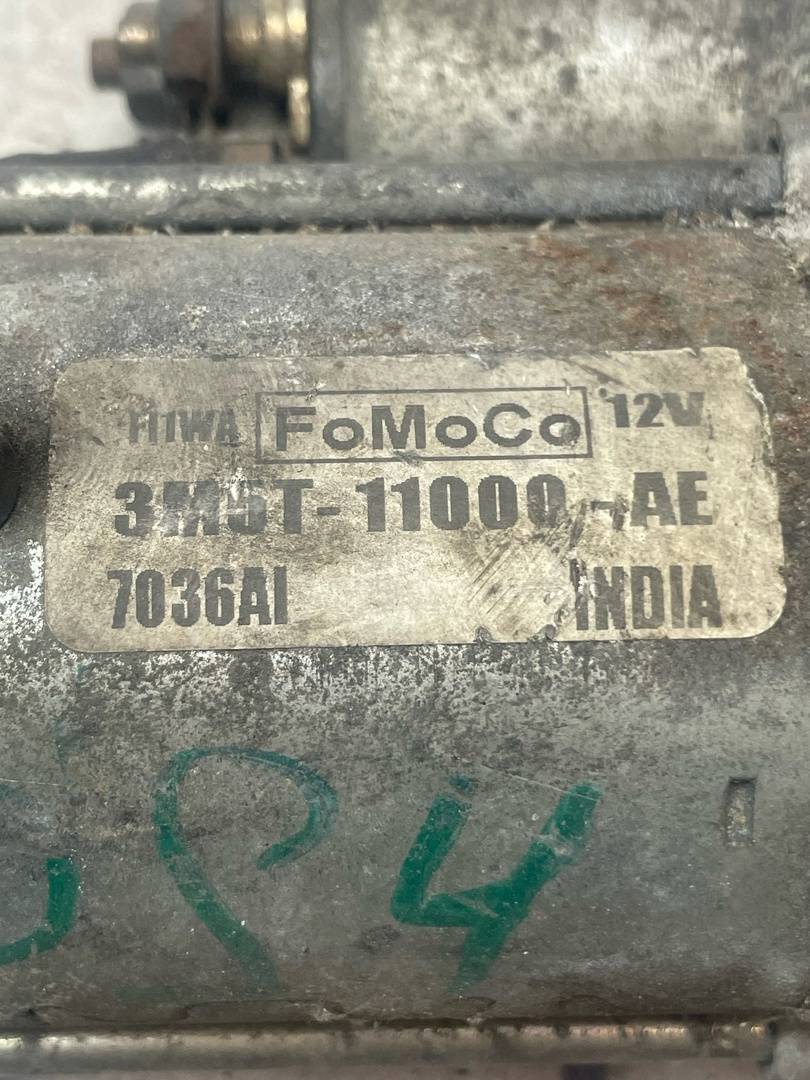 FoMoCo 12V
3M5T-11000-AE
7036AI INDIA